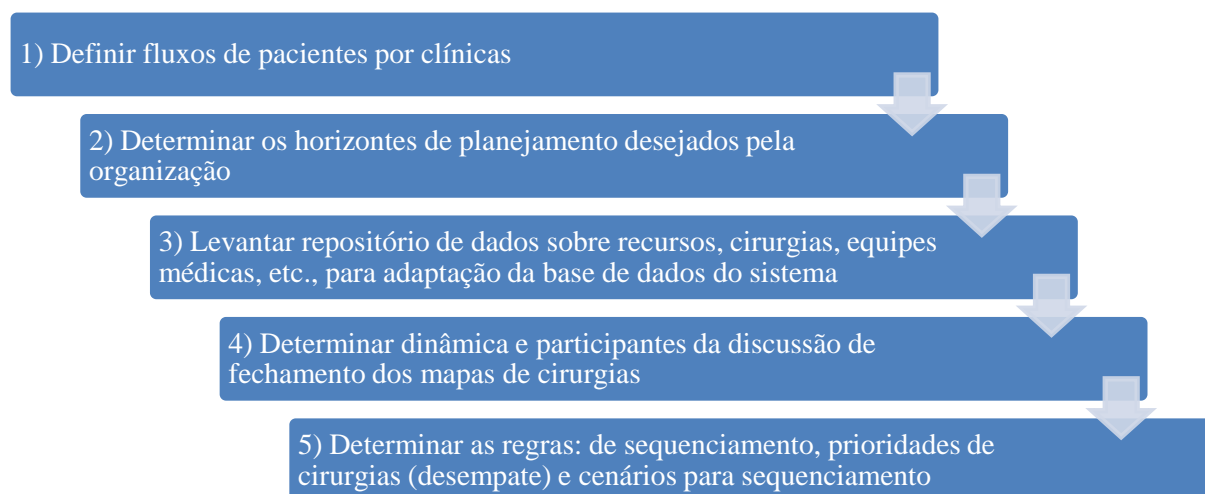 1) Definir fluxos de pacientes por clínicas
2) Determinar os horizontes de planejamento desejados pela
organização
3) Levantar repositório de dados sobre recursos, cirurgias, equipes
médicas, etc., para adaptação da base de dados do sistema
4) Determinar dinâmica e participantes da discussão de
fechamento dos mapas de cirurgias
5) Determinar as regras: de sequenciamento, prioridades de
cirurgias (desempate) e cenários para sequenciamento